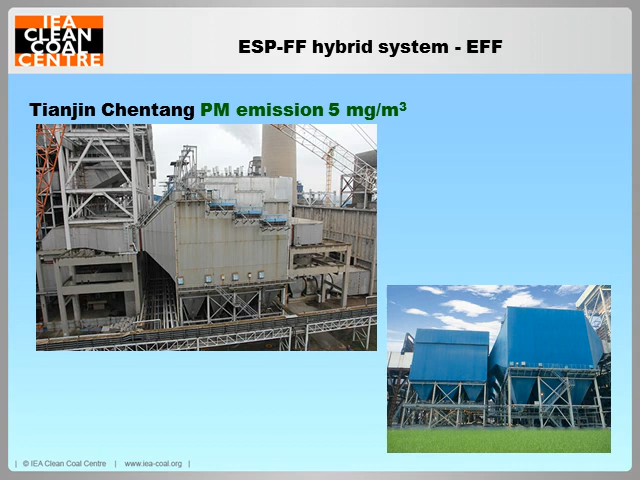 IEA
CLEAN
COAL
CENTRE
ESP-FF hybrid system - EFF
Tianjin Chentang PM emission 5 mg/m³
| © IEA Clean Coal Centre | www.iea-coal.org |